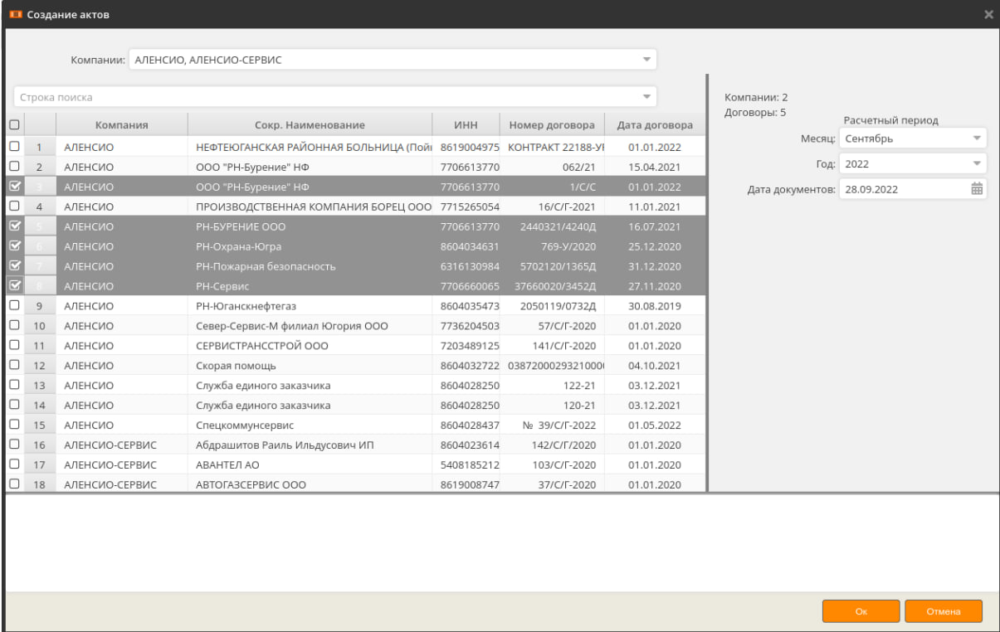 Создание актов
Компании: АЛЕНСИО, АЛЕНСИО-СЕРВИС
Строка поиска
Компания Сокр. Наименование ИНН Номер договора Дата договора
1 АЛЕНСИО НЕФТЕЮГАНСКАЯ РАЙОННАЯ БОЛЬНИЦА (Пой 8619004975 КОНТРАКТ 22188-У 01.01.2022
2 АЛЕНСИО ООО "РН-Бурение" НФ 7706613770 062/21 15.04.2021
3 АЛЕНСИО ООО "РН-Бурение" НФ 7706613770 1/С/С 01.01.2022
4 АЛЕНСИО ПРОИЗВОДСТВЕННАЯ КОМПАНИЯ БОРЕЦ ООО 7715265054 16/С/Г-2021 11.01.2021
5 АЛЕНСИО РН-БУРЕНИЕ ООО 7706613770 2440321/4240Д 16.07.2021
6 АЛЕНСИО РН-Охрана-Югра 8604034631 769-У/2020 25.12.2020
7 АЛЕНСИО РН-Пожарная безопасность 6316130984 5702120/1365Д 31.12.2020
8 АЛЕНСИО РН-Сервис 7706660065 37660020/3452Д 27.11.2020
9 АЛЕНСИО РН-Юганскнефтегаз 8604035473 2050119/0732Д 30.08.2019
10 АЛЕНСИО Север-Сервис-М филиал Югория ООО 7736204503 57/С/Г-2020 01.01.2020
11 АЛЕНСИО СЕРВИСТРАНССТРОЙ ООО 7203489125 141/С/Г-2020 01.01.2020
12 АЛЕНСИО Скорая помощь 8604032722 03872000293210000 04.10.2021
13 АЛЕНСИО Служба единого заказчика 8604028250 122-21 03.12.2021
14 АЛЕНСИО Служба единого заказчика 8604028250 120-21 03.12.2021
15 АЛЕНСИО Спецкоммунсервис 8604028437 № 39/С/Г-2022 01.05.2022
16 АЛЕНСИО-СЕРВИС Абдрашитов Раиль Ильдусович ИП 8604023614 142/С/Г/2020 01.01.2020
17 АЛЕНСИО-СЕРВИС АВАНТЕЛ АО 5408185212 103/С/Г-2020 01.01.2020
18 АЛЕНСИО-СЕРВИС АВТОГАЗСЕРВИС ООО 8619008747 37/С/Г-2020 01.01.2020
Компании: 2
Договоры: 5
Расчетный период
Месяц: Сентябрь
Год: 2022
Дата документов: 28.09.2022
Ок Отмена